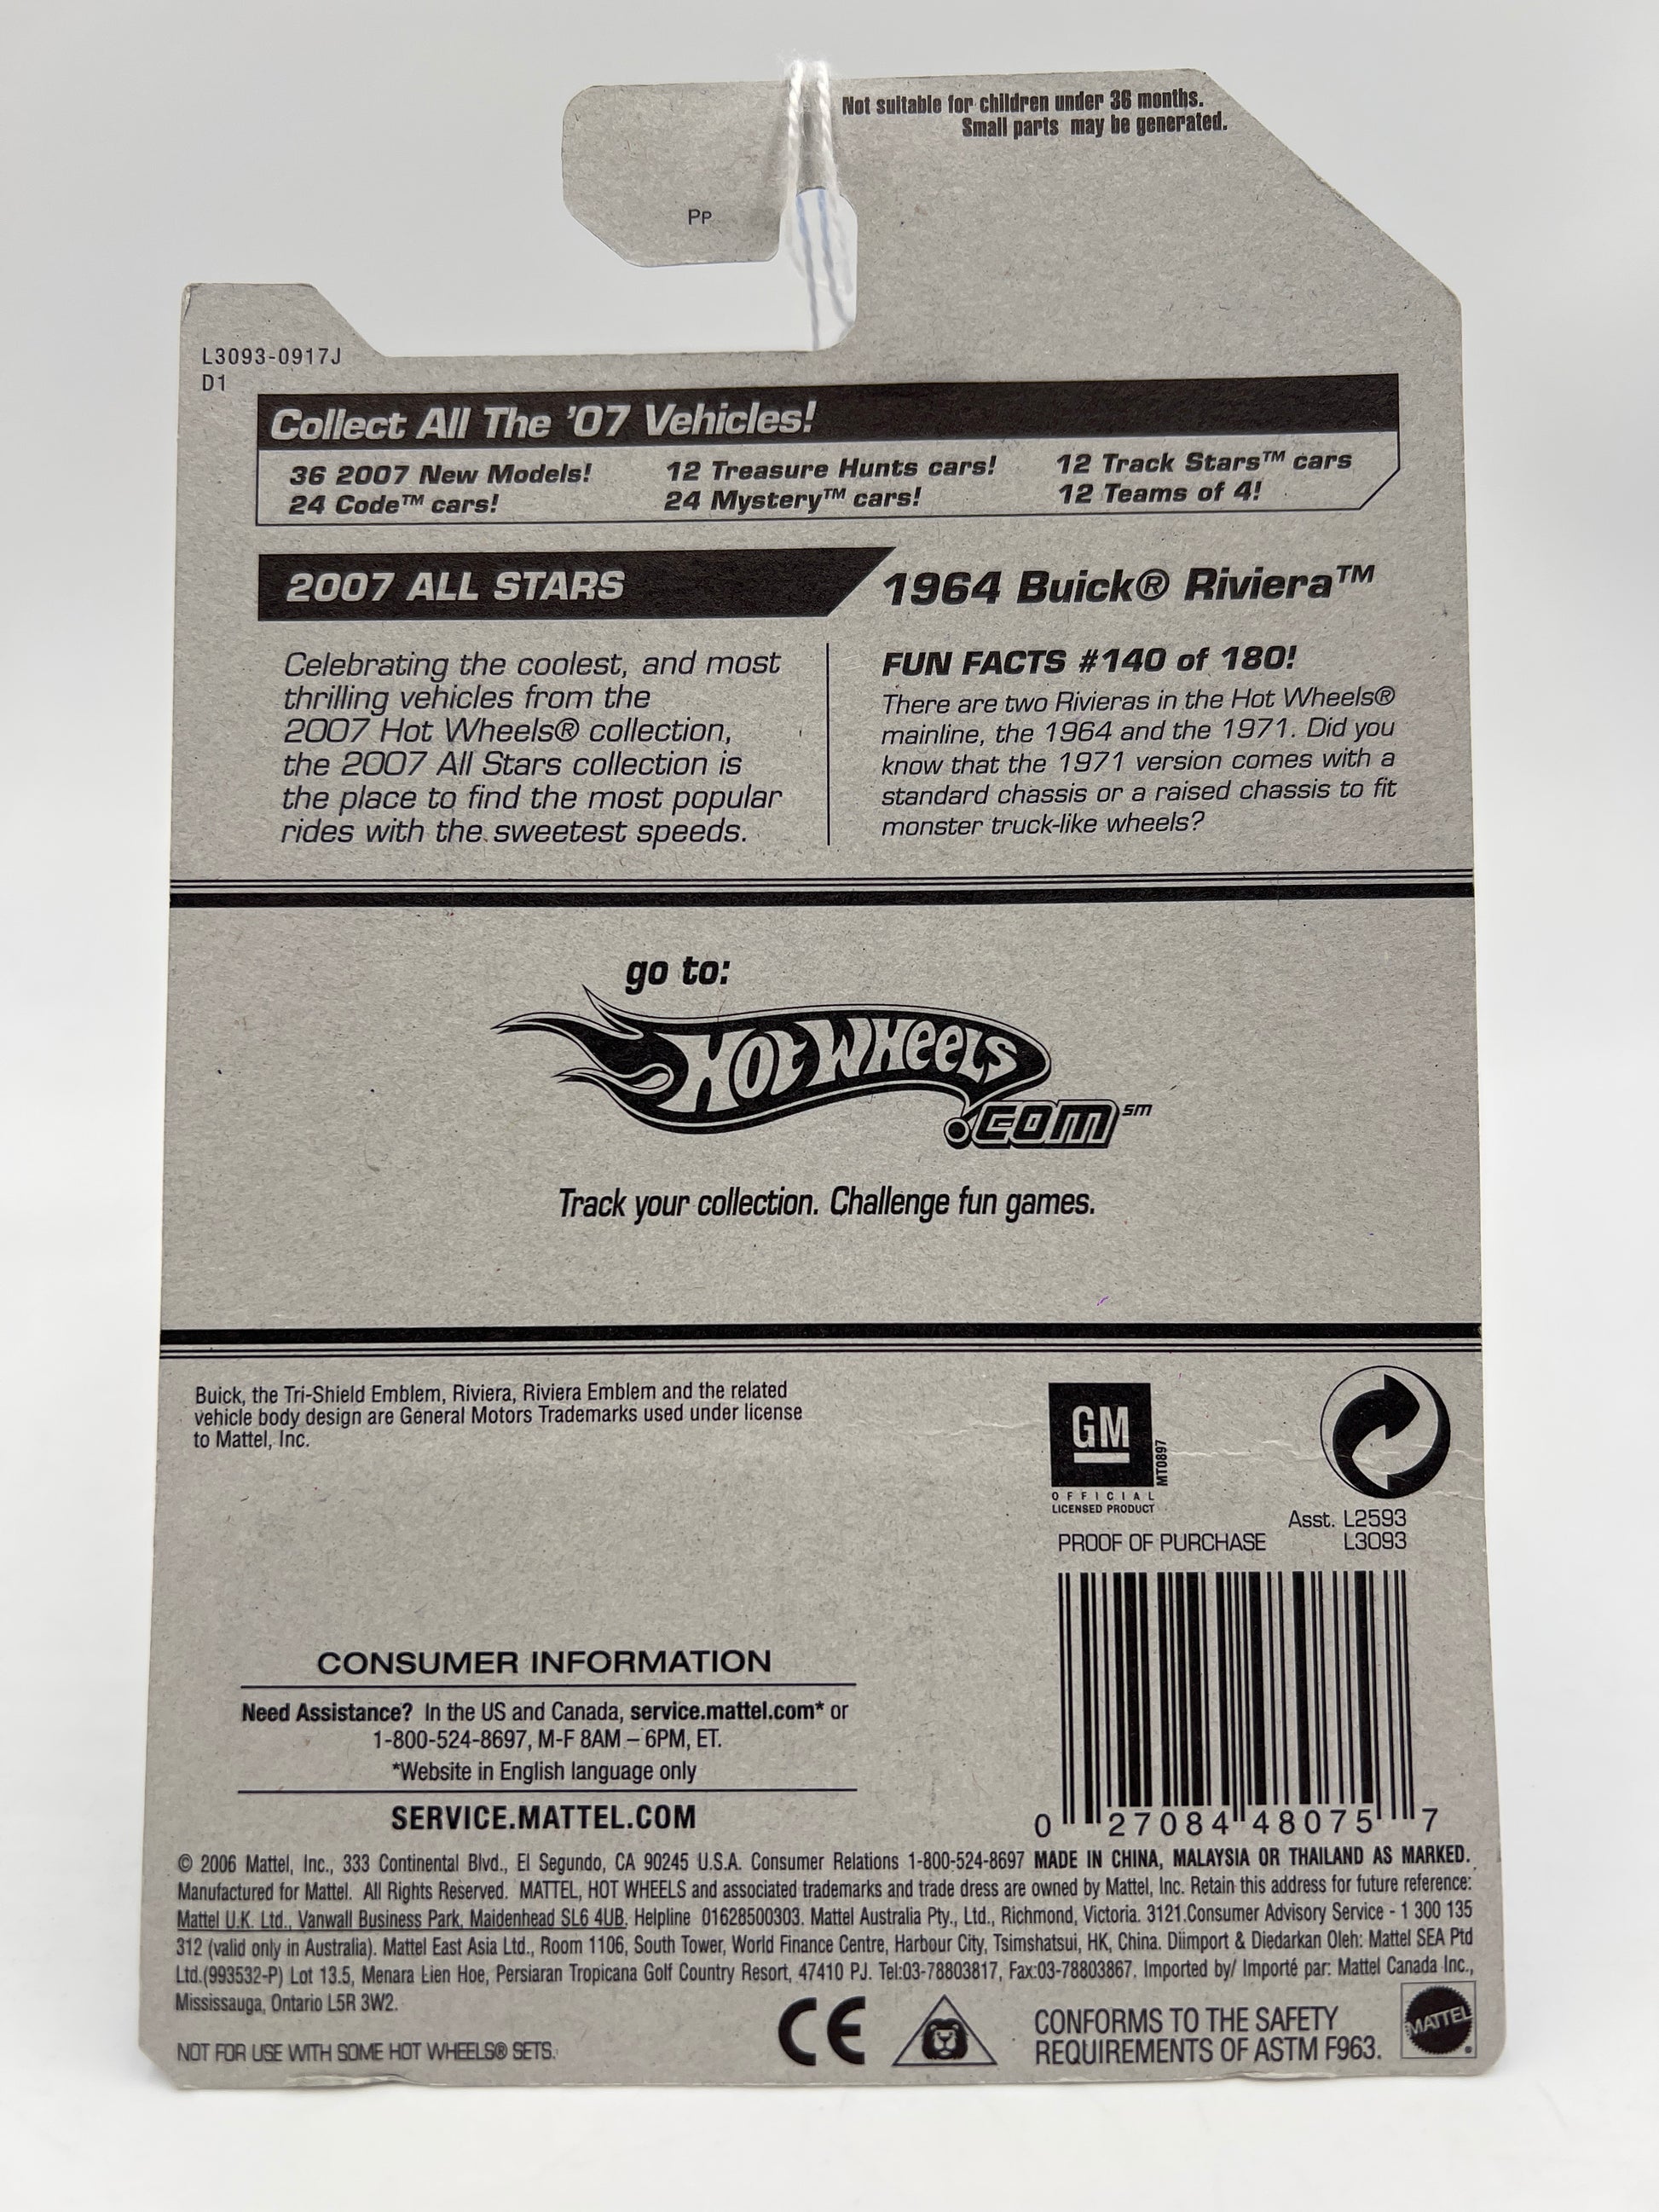 Not suitable for children under 36 months.
Small parts may be generated.
PP
L3093-0917J
D1
Collect All The '07 Vehicles!
36 2007 New Models!
24 Code™ cars!
12 Treasure Hunts cars!
24 Mystery™ cars!
12 Track Stars™ cars
12 Teams of 4!
2007 ALL STARS
Celebrating the coolest, and most
thrilling vehicles from the
2007 Hot Wheels® collection,
the 2007 All Stars collection is
the place to find the most popular
rides with the sweetest speeds.
1964 Buick® Riviera™
FUN FACTS #140 of 180!
There are two Rivieras in the Hot Wheels®
mainline, the 1964 and the 1971. Did you
know that the 1971 version comes with a
standard chassis or a raised chassis to fit
monster truck-like wheels?
go to:
HOT WHEELS
.COM℠
Track your collection. Challenge fun games.
Buick, the Tri-Shield Emblem, Riviera, Riviera Emblem and the related
vehicle body design are General Motors Trademarks used under license
to Mattel, Inc.
GM
MT0897
OFFICIAL
LICENSED PRODUCT
PROOF OF PURCHASE
Asst. L2593
L3093
0 27084 48075 7
CONSUMER INFORMATION
Need Assistance? In the US and Canada, service.mattel.com* or
1-800-524-8697, M-F 8AM – 6PM, ET.
*Website in English language only
SERVICE.MATTEL.COM
© 2006 Mattel, Inc., 333 Continental Blvd., El Segundo, CA 90245 U.S.A. Consumer Relations 1-800-524-8697 MADE IN CHINA, MALAYSIA OR THAILAND AS MARKED.
Manufactured for Mattel. All Rights Reserved. MATTEL, HOT WHEELS and associated trademarks and trade dress are owned by Mattel, Inc. Retain this address for future reference:
Mattel U.K. Ltd., Vanwall Business Park, Maidenhead SL6 4UB. Helpline 01628500303. Mattel Australia Pty., Ltd., Richmond, Victoria. 3121.Consumer Advisory Service - 1 300 135
312 (valid only in Australia). Mattel East Asia Ltd., Room 1106, South Tower, World Finance Centre, Harbour City, Tsimshatsui, HK, China. Diimport & Diedarkan Oleh: Mattel SEA Ptd
Ltd.(993532-P) Lot 13.5, Menara Lien Hoe, Persiaran Tropicana Golf Country Resort, 47410 PJ. Tel:03-78803817, Fax:03-78803867. Imported by/ Importé par: Mattel Canada Inc.,
Mississauga, Ontario L5R 3W2.
NOT FOR USE WITH SOME HOT WHEELS® SETS.
CE
CONFORMS TO THE SAFETY
REQUIREMENTS OF ASTM F963.
MATTEL®